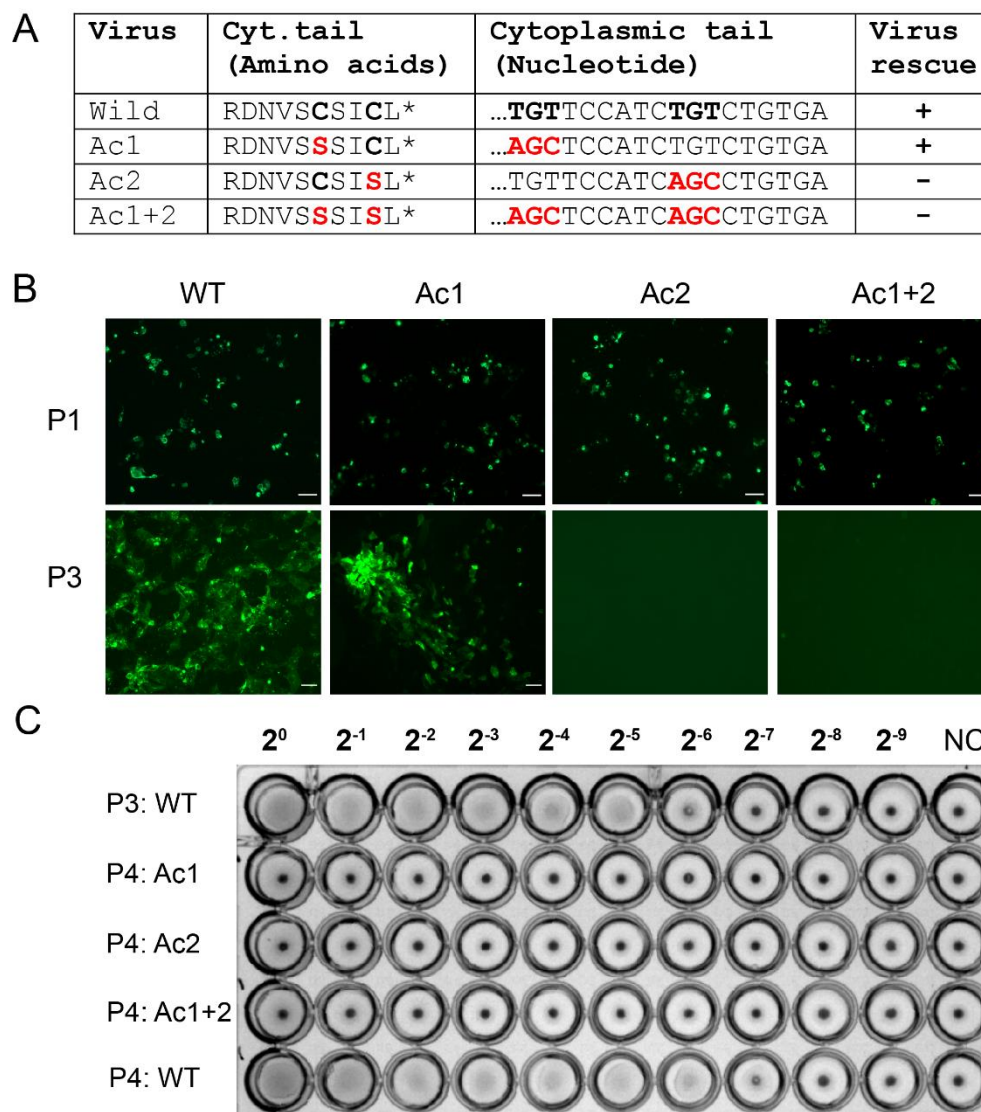 A
Virus Cyt.tail (Amino acids) Cytoplasmic tail (Nucleotide) Virus rescue
Wild RDNVSCSICL* …TGTTCCATCTGTCTGTGA +
Ac1 RDNVSSSICL* …AGCTCCATCTGTCTGTGA +
Ac2 RDNVSCSISL* …TGTTCCATCAGCCTGTGA -
Ac1+2 RDNVSSSISL* …AGCTCCATCAGCCTGTGA -
B
WT Ac1 Ac2 Ac1+2
P1
P3
C
2⁰ 2⁻¹ 2⁻² 2⁻³ 2⁻⁴ 2⁻⁵ 2⁻⁶ 2⁻⁷ 2⁻⁸ 2⁻⁹ NC
P3: WT
P4: Ac1
P4: Ac2
P4: Ac1+2
P4: WT